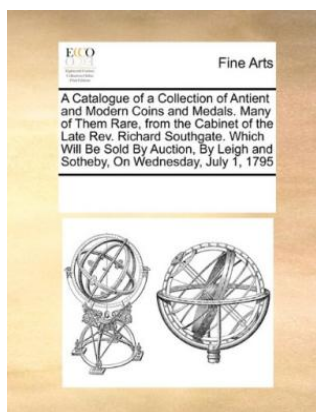 ECCO
Fine Arts
A Catalogue of a Collection of Antient
and Modern Coins and Medals. Many
of Them Rare, from the Cabinet of the
Late Rev. Richard Southgate. Which
Will Be Sold By Auction, By Leigh and
Sotheby, On Wednesday, July 1, 1795